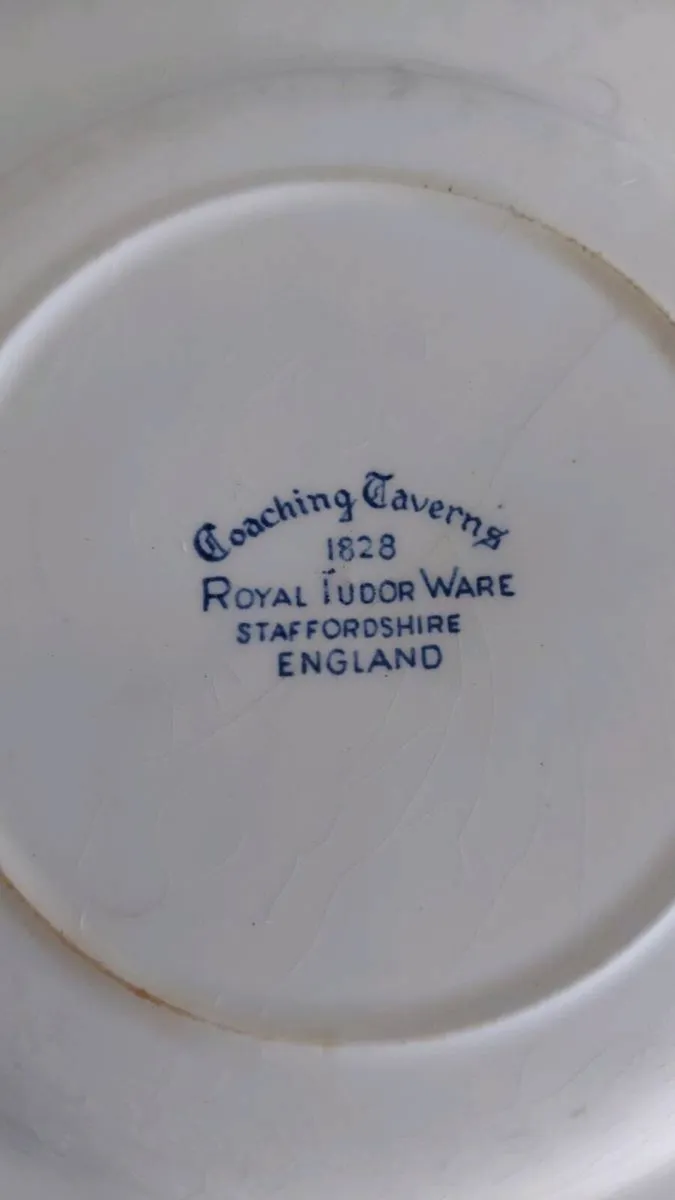 Coaching Taverns
1828
ROYAL TUDOR WARE
STAFFORDSHIRE
ENGLAND